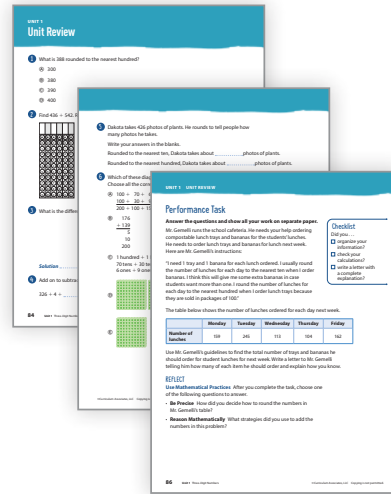 UNIT 1
Unit Review
1 What is 388 rounded to the nearest hundred?
A 200
B 380
C 390
D 400
2 Find 436 + 542.
3 What is the
Solution
4 Add on to
326 + 4 +
84
5 Dakota takes 426 photos of plants. He rounds to tell people how
many photos he takes.
Write your answers in the blanks.
Rounded to the nearest ten, Dakota takes about photos of plants.
Rounded to the nearest hundred, Dakota takes about photos of plants.
6 Which of these
Choose all the
A 100 + 70 +
100 + 30 +
200 + 100 +
B 176
+ 139
5
10
200
C 1 hundred +
70 tens + 30
6 ones + 9
D
E
UNIT 1 UNIT REVIEW
Performance Task
Answer the questions and show all your work on separate paper.
Mr. Gemelli runs the school cafeteria. He needs your help ordering
compostable lunch trays and bananas for the students' lunches.
He needs to order lunch trays and bananas for lunch next week.
Here are Mr. Gemelli's instructions:
"I need 1 tray and 1 banana for each lunch ordered. I usually round
the number of lunches for each day to the nearest ten when I order
bananas. I think this will give me some extra bananas in case
students want more than one. I round the number of lunches for
each day to the nearest hundred when I order lunch trays because
they are sold in packages of 100."
Checklist
Did you . . .
organize your
information?
check your
calculations?
write a letter with
a complete
explanation?
The table below shows the number of lunches ordered for each day next week.
Monday Tuesday Wednesday Thursday Friday
Number of
lunches 159 245 113 104 162
Use Mr. Gemelli's guidelines to find the total number of trays and bananas he
should order for student lunches for next week. Write a letter to Mr. Gemelli
telling him how many of each item he should order and explain how you know.
REFLECT
Use Mathematical Practices After you complete the task, choose one
of the following questions to answer.
• Be Precise How did you decide how to round the numbers in
Mr. Gemelli's table?
• Reason Mathematically What strategies did you use to add the
numbers in this problem?
86